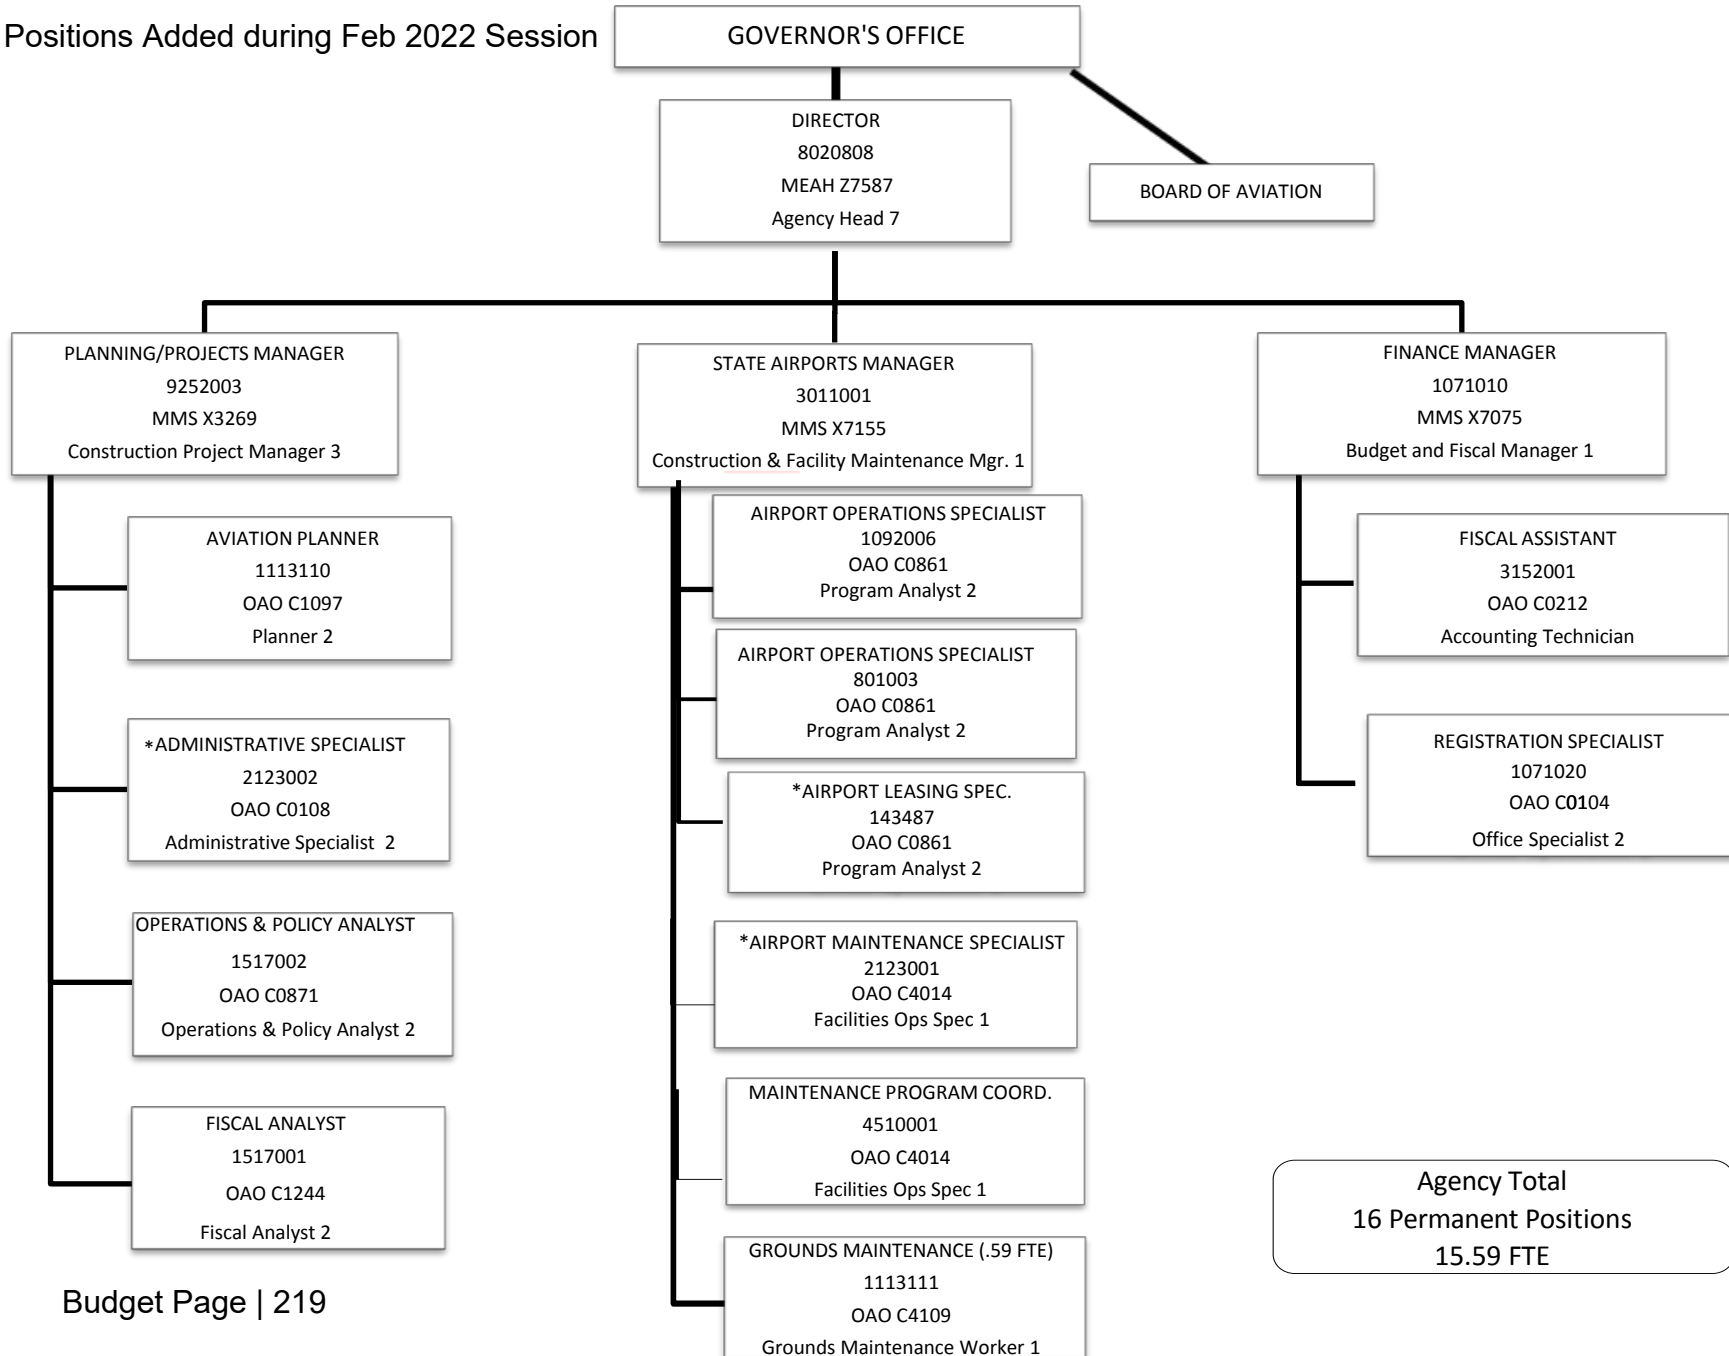 Positions Added during Feb 2022 Session
GOVERNOR'S OFFICE
DIRECTOR
8020808
MEAH Z7587
Agency Head 7
BOARD OF AVIATION
PLANNING/PROJECTS MANAGER
9252003
MMS X3269
Construction Project Manager 3
STATE AIRPORTS MANAGER
3011001
MMS X7155
Construction & Facility Maintenance Mgr. 1
FINANCE MANAGER
1071010
MMS X7075
Budget and Fiscal Manager 1
AVIATION PLANNER
1113110
OAO C1097
Planner 2
*ADMINISTRATIVE SPECIALIST
2123002
OAO C0108
Administrative Specialist 2
OPERATIONS & POLICY ANALYST
1517002
OAO C0871
Operations & Policy Analyst 2
FISCAL ANALYST
1517001
OAO C1244
Fiscal Analyst 2
AIRPORT OPERATIONS SPECIALIST
1092006
OAO C0861
Program Analyst 2
AIRPORT OPERATIONS SPECIALIST
801003
OAO C0861
Program Analyst 2
*AIRPORT LEASING SPEC.
143487
OAO C0861
Program Analyst 2
*AIRPORT MAINTENANCE SPECIALIST
2123001
OAO C4014
Facilities Ops Spec 1
MAINTENANCE PROGRAM COORD.
4510001
OAO C4014
Facilities Ops Spec 1
GROUNDS MAINTENANCE (.59 FTE)
1113111
OAO C4109
Grounds Maintenance Worker 1
FISCAL ASSISTANT
3152001
OAO C0212
Accounting Technician
REGISTRATION SPECIALIST
1071020
OAO C0104
Office Specialist 2
Agency Total
16 Permanent Positions
15.59 FTE
Budget Page | 219